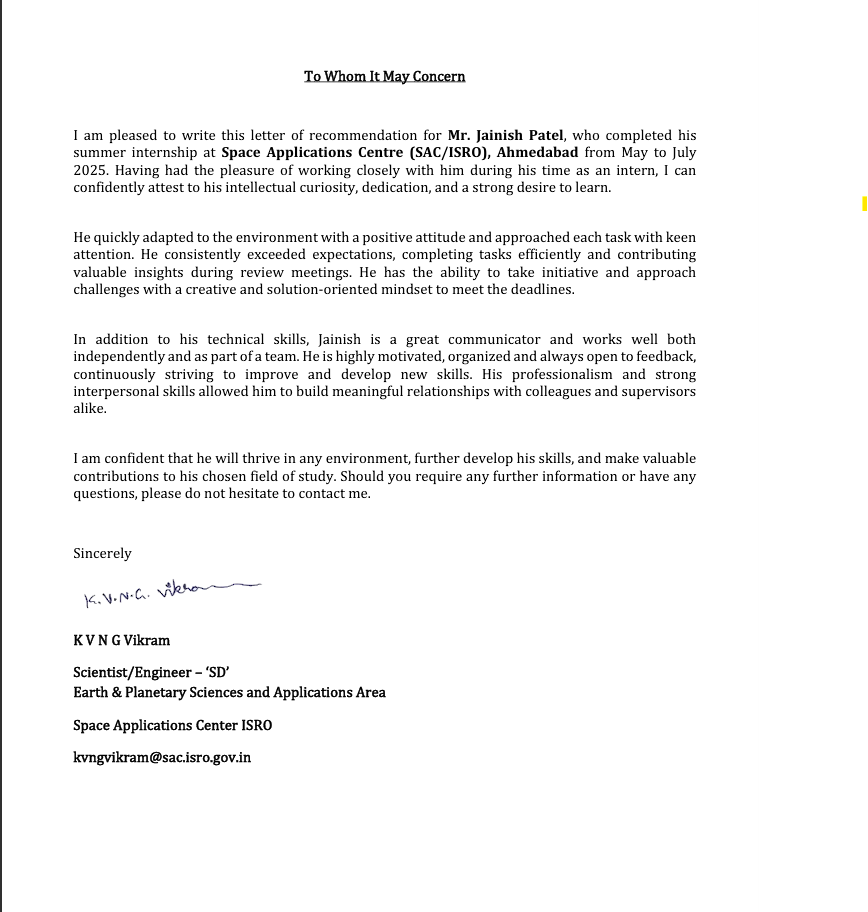 To Whom It May Concern
I am pleased to write this letter of recommendation for Mr. Jainish Patel, who completed his
summer internship at Space Applications Centre (SAC/ISRO), Ahmedabad from May to July
2025. Having had the pleasure of working closely with him during his time as an intern, I can
confidently attest to his intellectual curiosity, dedication, and a strong desire to learn.
He quickly adapted to the environment with a positive attitude and approached each task with keen
attention. He consistently exceeded expectations, completing tasks efficiently and contributing
valuable insights during review meetings. He has the ability to take initiative and approach
challenges with a creative and solution-oriented mindset to meet the deadlines.
In addition to his technical skills, Jainish is a great communicator and works well both
independently and as part of a team. He is highly motivated, organized and always open to feedback,
continuously striving to improve and develop new skills. His professionalism and strong
interpersonal skills allowed him to build meaningful relationships with colleagues and supervisors
alike.
I am confident that he will thrive in any environment, further develop his skills, and make valuable
contributions to his chosen field of study. Should you require any further information or have any
questions, please do not hesitate to contact me.
Sincerely
K.V.N.G. Vikram
K V N G Vikram
Scientist/Engineer – ‘SD’
Earth & Planetary Sciences and Applications Area
Space Applications Center ISRO
kvngvikram@sac.isro.gov.in